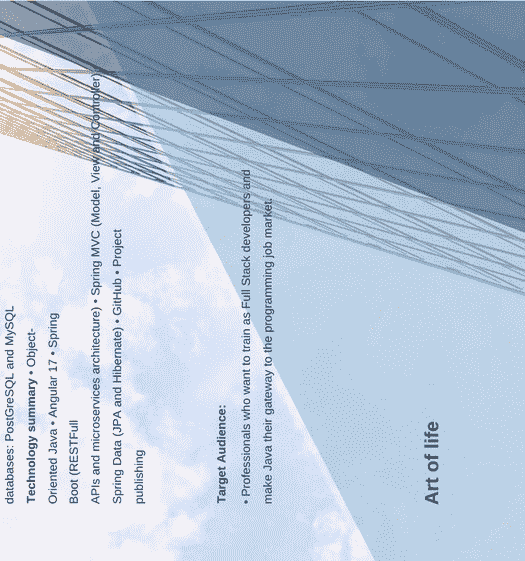 databases: PostGreSQL and MySQL
Technology summary • Object-
Oriented Java • Angular 17 • Spring
Boot (RESTFull
APIs and microservices architecture) • Spring MVC (Model, View and Controller)
Spring Data (JPA and Hibernate) • GitHub • Project
publishing
Target Audience:
• Professionals who want to train as Full Stack developers and
make Java their gateway to the programming job market.
Art of life